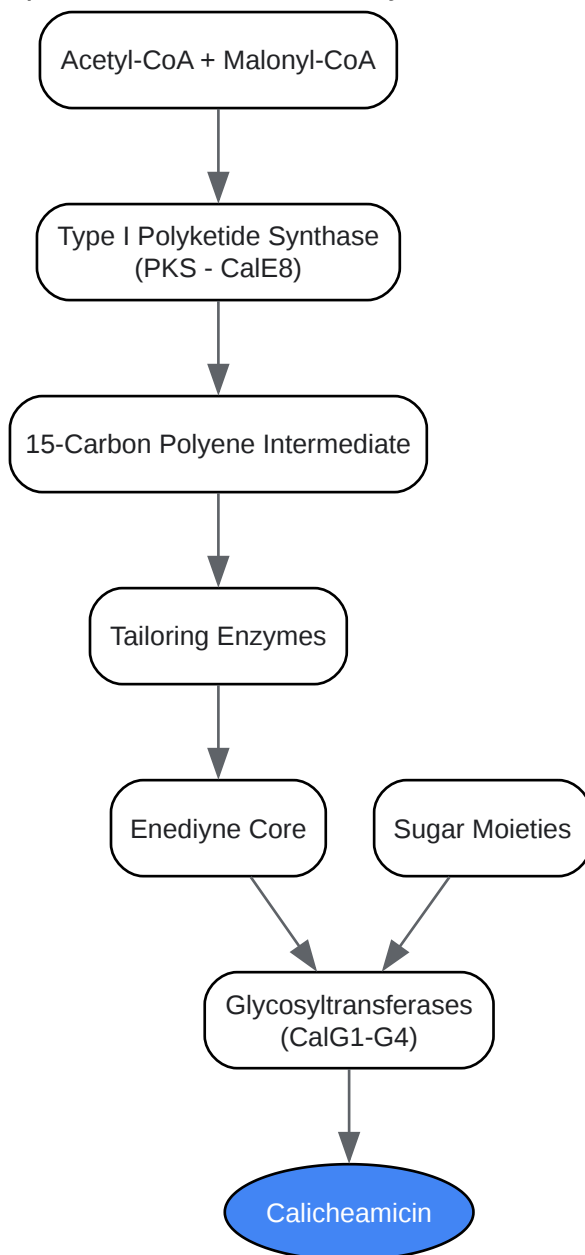 Acetyl-CoA + Malonyl-CoA
Type I Polyketide Synthase
(PKS - CalE8)
15-Carbon Polyene Intermediate
Tailoring Enzymes
Enediyne Core
Sugar Moieties
Glycosyltransferases
(CalG1-G4)
Calicheamicin